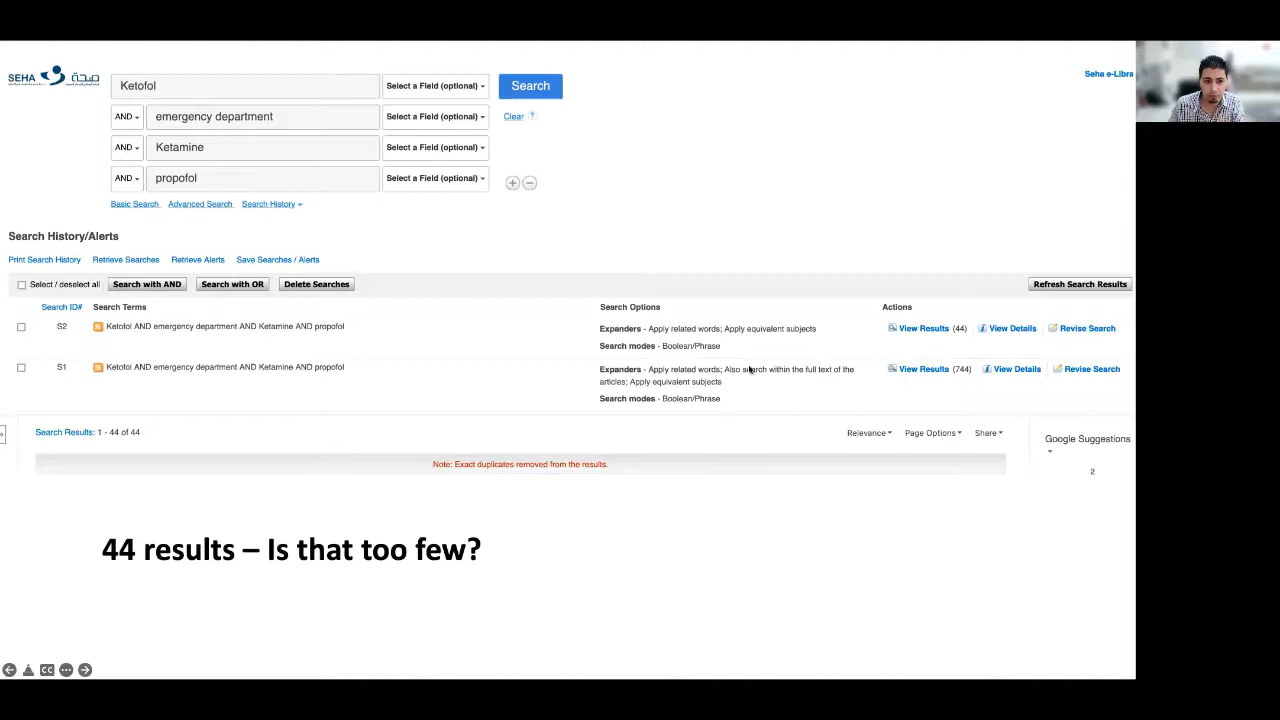 SEHA صحة
Seha e-Libra
Ketofol
Select a Field (optional)
Search
AND
emergency department
Select a Field (optional)
Clear ?
AND
Ketamine
Select a Field (optional)
AND
propofol
Select a Field (optional)
Basic Search Advanced Search Search History
Search History/Alerts
Print Search History Retrieve Searches Retrieve Alerts Save Searches / Alerts
Select / deselect all Search with AND Search with OR Delete Searches Refresh Search Results
Search ID# Search Terms Search Options Actions
S2 Ketofol AND emergency department AND Ketamine AND propofol Expanders - Apply related words; Apply equivalent subjects View Results (44) View Details Revise Search
Search modes - Boolean/Phrase
S1 Ketofol AND emergency department AND Ketamine AND propofol Expanders - Apply related words; Also search within the full text of the View Results (744) View Details Revise Search
articles; Apply equivalent subjects
Search modes - Boolean/Phrase
Search Results: 1 - 44 of 44 Relevance Page Options Share
Google Suggestions
Note: Exact duplicates removed from the results.
2
44 results – Is that too few?
CC